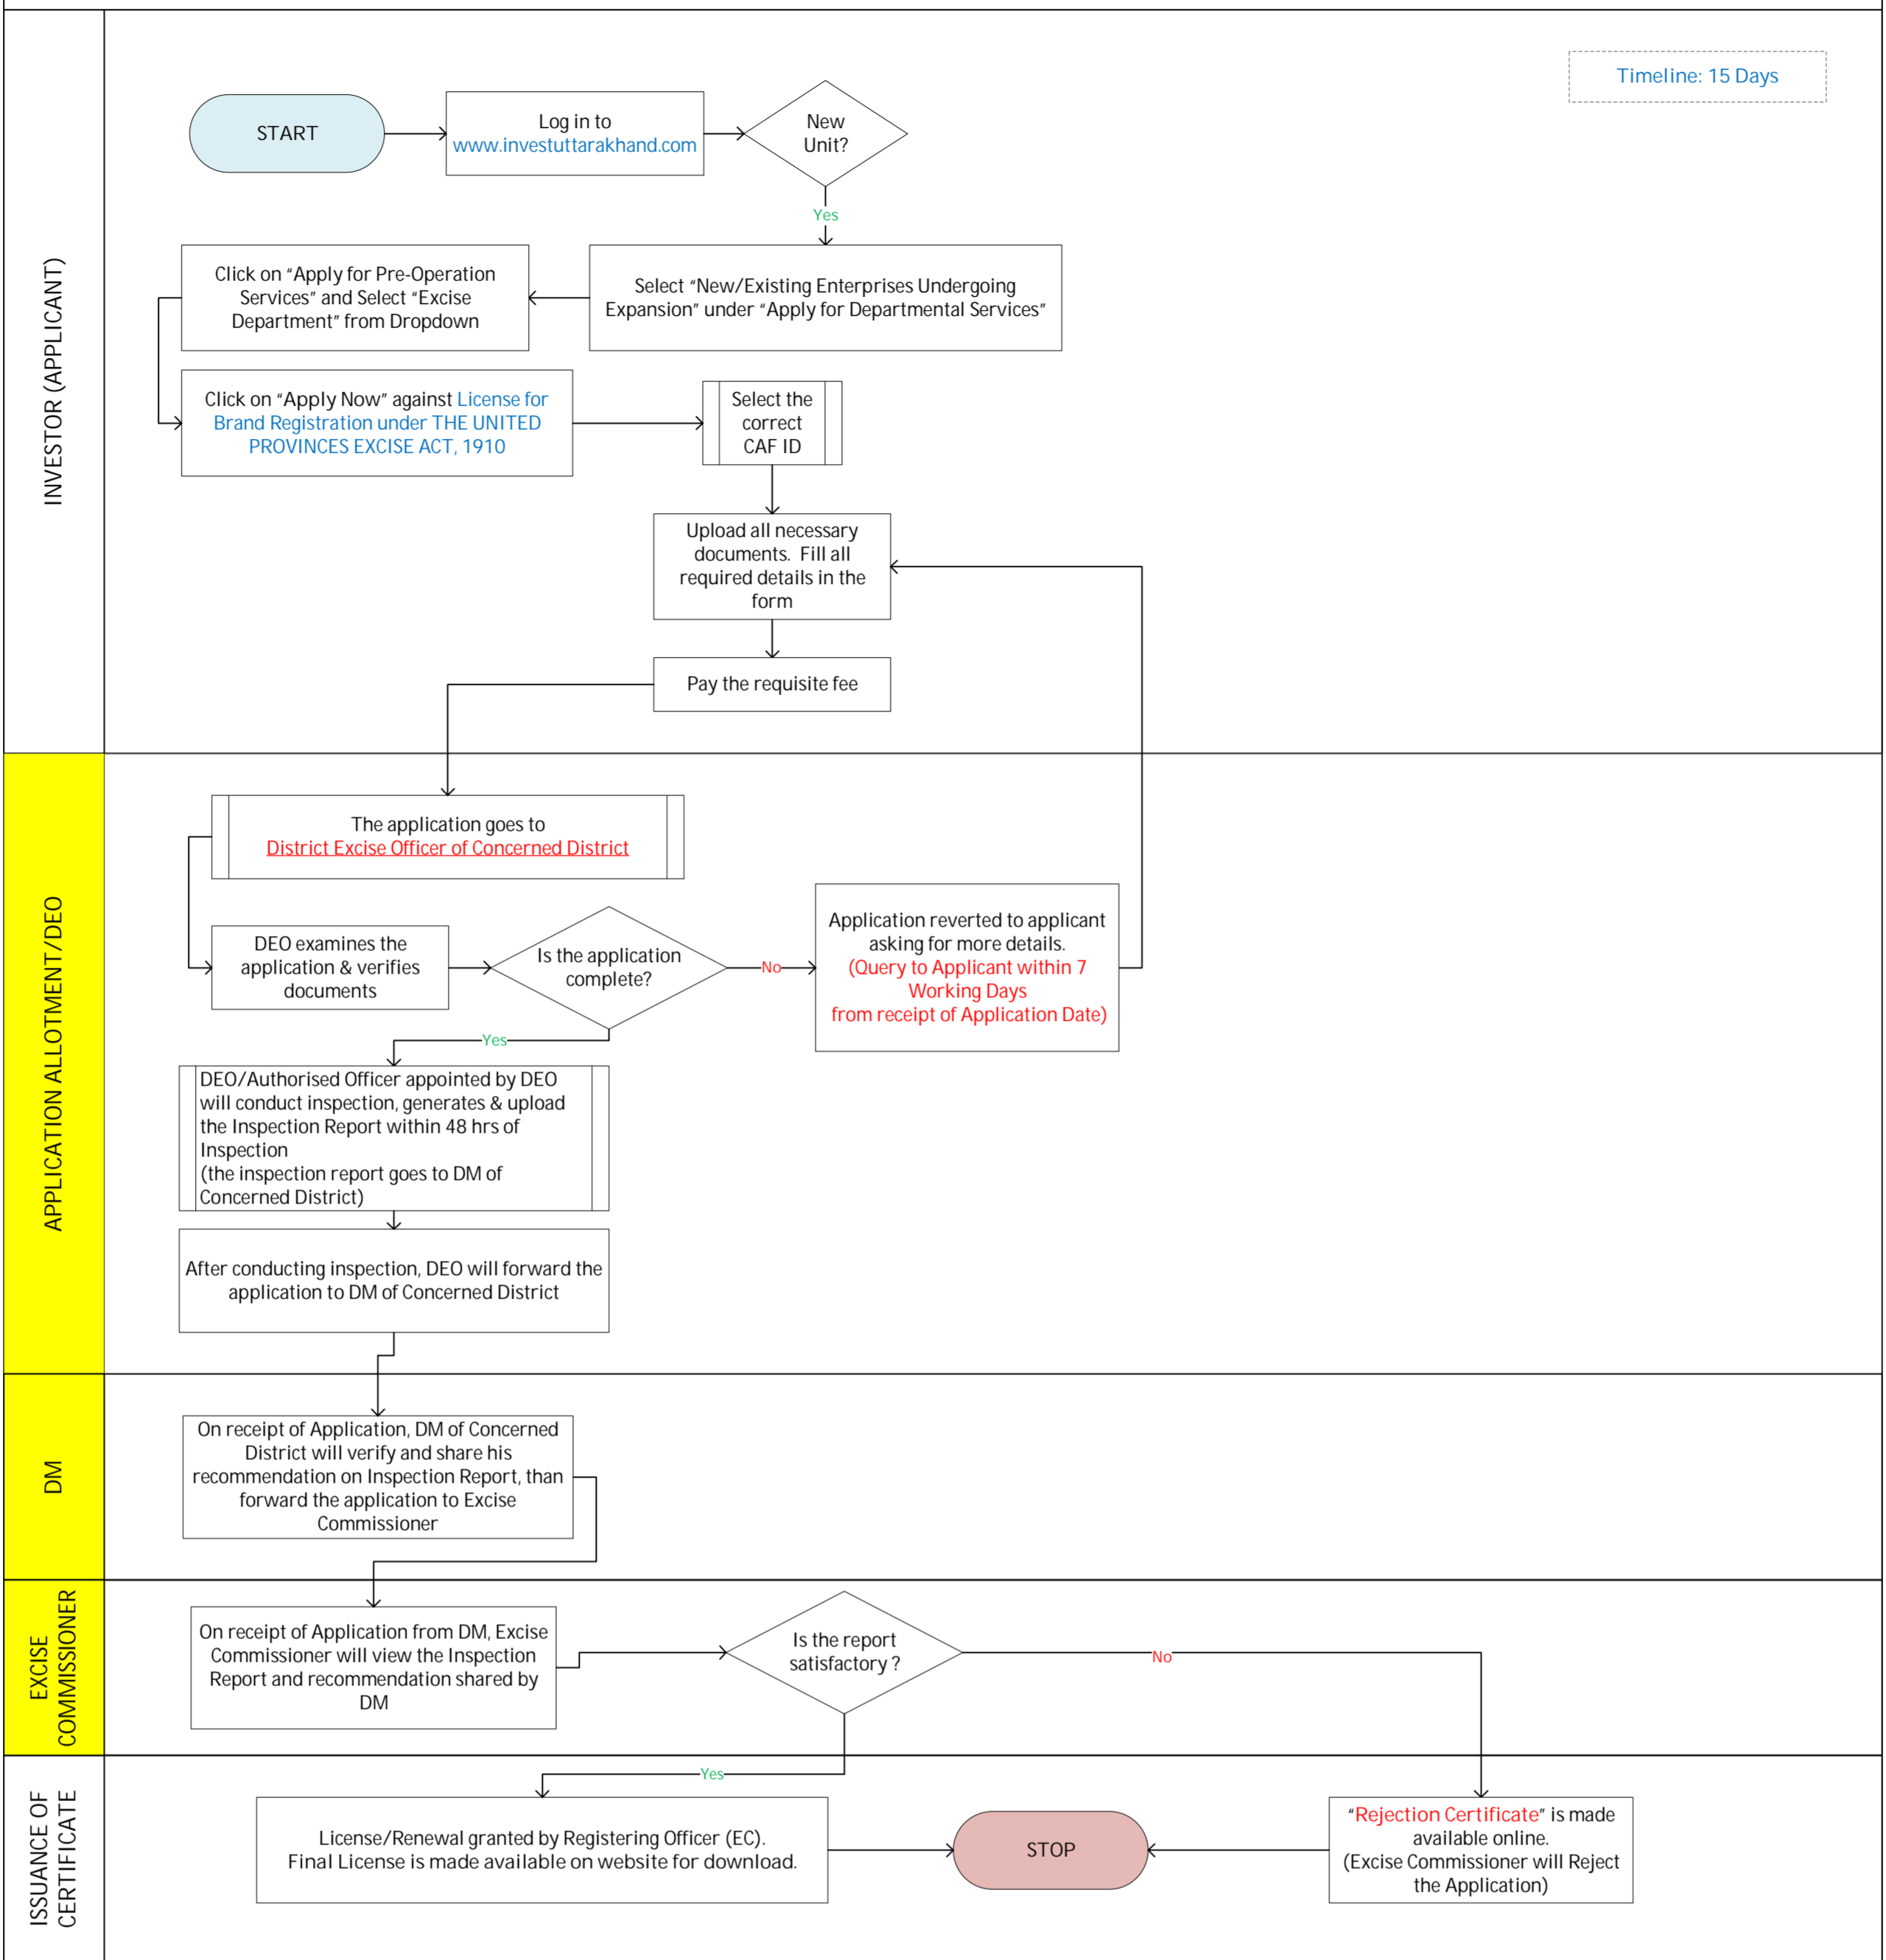 INVESTOR (APPLICANT)
Timeline: 15 Days
START
Log in to
www.investuttarakhand.com
New
Unit?
Yes
Select “New/Existing Enterprises Undergoing
Expansion” under “Apply for Departmental Services”
Click on “Apply for Pre-Operation
Services” and Select “Excise
Department” from Dropdown
Click on “Apply Now” against License for
Brand Registration under THE UNITED
PROVINCES EXCISE ACT, 1910
Select the
correct
CAF ID
Upload all necessary
documents. Fill all
required details in the
form
Pay the requisite fee
APPLICATION ALLOTMENT/DEO
The application goes to
District Excise Officer of Concerned District
DEO examines the
application & verifies
documents
Is the application
complete?
No
Application reverted to applicant
asking for more details.
(Query to Applicant within 7
Working Days
from receipt of Application Date)
Yes
DEO/Authorised Officer appointed by DEO
will conduct inspection, generates & upload
the Inspection Report within 48 hrs of
Inspection
(the inspection report goes to DM of
Concerned District)
After conducting inspection, DEO will forward the
application to DM of Concerned District
DM
On receipt of Application, DM of Concerned
District will verify and share his
recommendation on Inspection Report, than
forward the application to Excise
Commissioner
EXCISE
COMMISSIONER
On receipt of Application from DM, Excise
Commissioner will view the Inspection
Report and recommendation shared by
DM
Is the report
satisfactory ?
No
Yes
ISSUANCE OF
CERTIFICATE
License/Renewal granted by Registering Officer (EC).
Final License is made available on website for download.
STOP
“Rejection Certificate” is made
available online.
(Excise Commissioner will Reject
the Application)